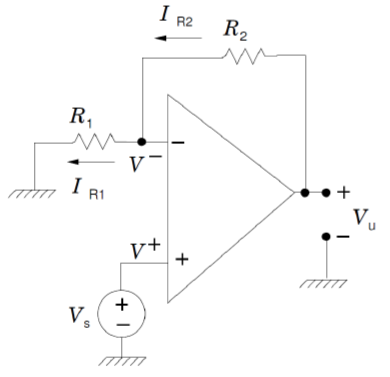 I R2
R2
R1
−
V−
I R1
+
Vu
−
V+
+
Vs
+
−